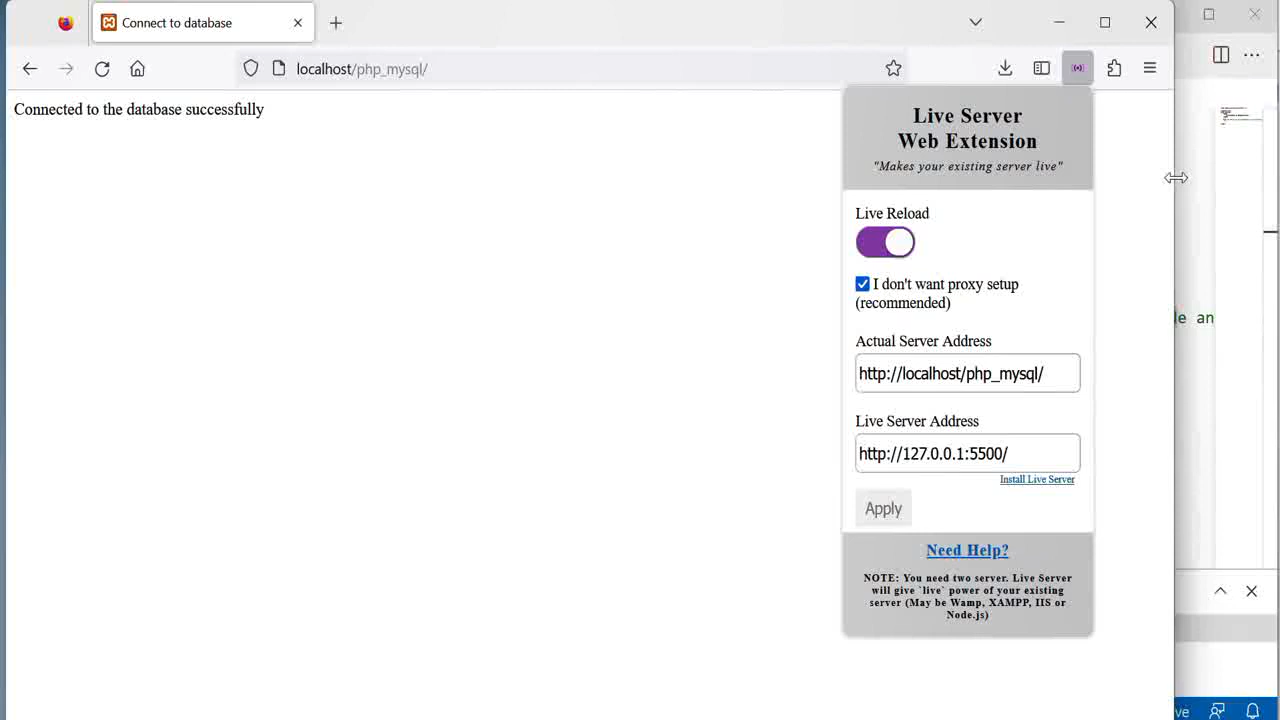 Connect to database
localhost/php_mysql/
Connected to the database successfully
Live Server
Web Extension
"Makes your existing server live"
Live Reload
I don't want proxy setup
(recommended)
Actual Server Address
http://localhost/php_mysql/
Live Server Address
http://127.0.0.1:5500/
Install Live Server
Apply
Need Help?
NOTE: You need two server. Live Server
will give `live` power of your existing
server (May be Wamp, XAMPP, IIS or
Node.js)
le an
ve